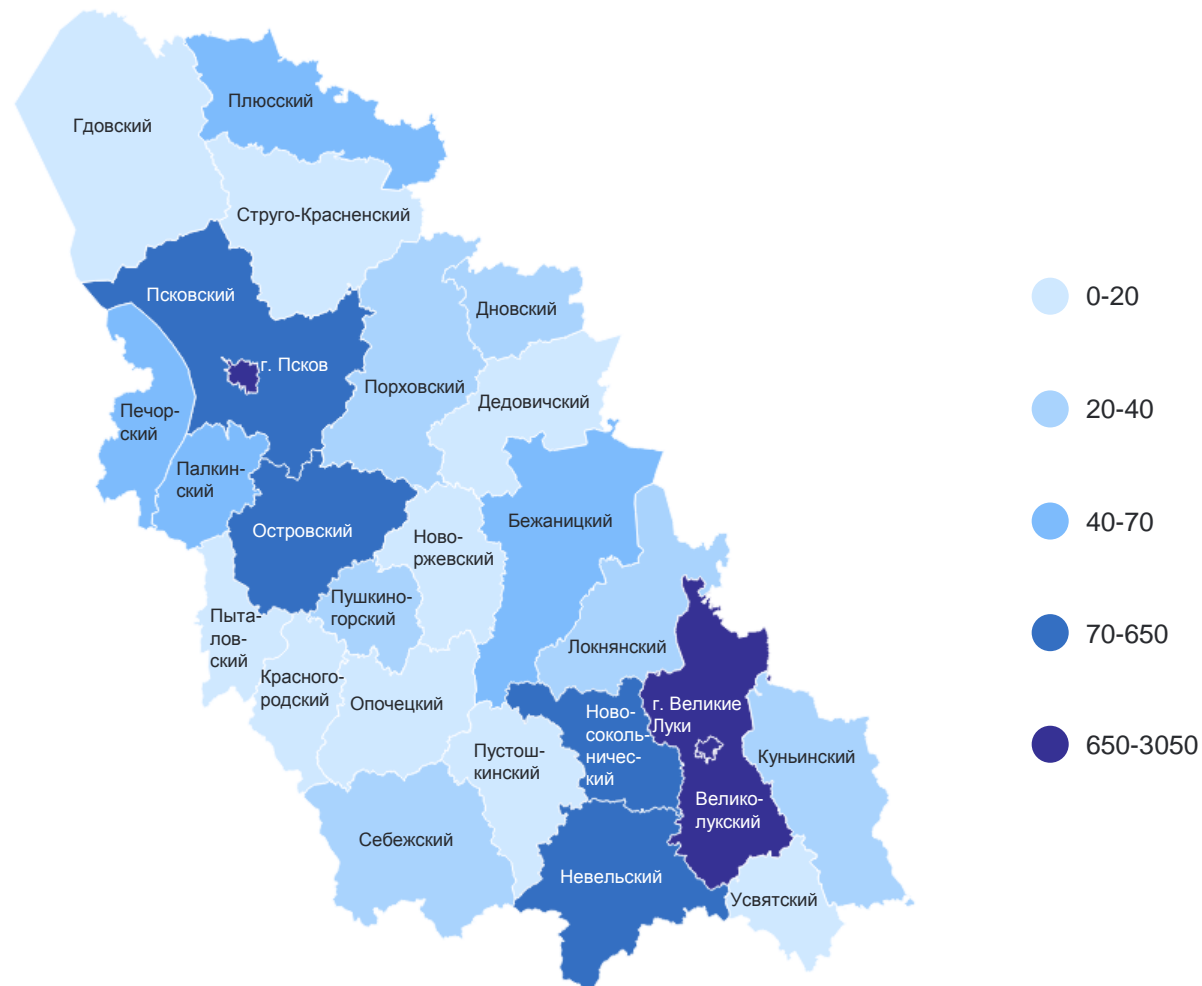 Плюсский
Гдовский
Струго-Красненский
Псковский
0-20
Дновский
г. Псков
Порховский
Дедовичский
20-40
Печор-
ский
Палкин-
ский
Островский
Бежаницкий
40-70
Ново-
ржевский
Пушкино-
горский
Пыта-
лов-
ский
Локнянский
70-650
Красного-
родский
Опочецкий
Ново-
соколь-
ничес-
кий
г. Великие
Луки
Пустош-
кинский
Куньинский
650-3050
Велико-
лукский
Себежский
Невельский
Усвятский